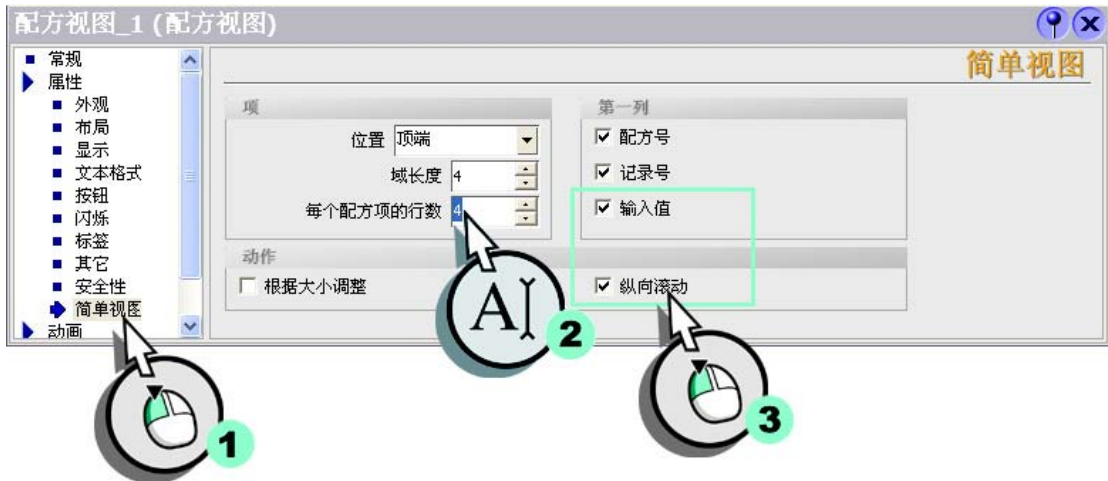 配方视图_1 (配方视图)
常规
属性
外观
布局
显示
文本格式
按钮
闪烁
标签
其它
安全性
简单视图
动画
简单视图
项
位置 顶端
域长度 4
每个配方项的行数 4
第一列
配方号
记录号
输入值
动作
根据大小调整
纵向滚动
A
1
2
3